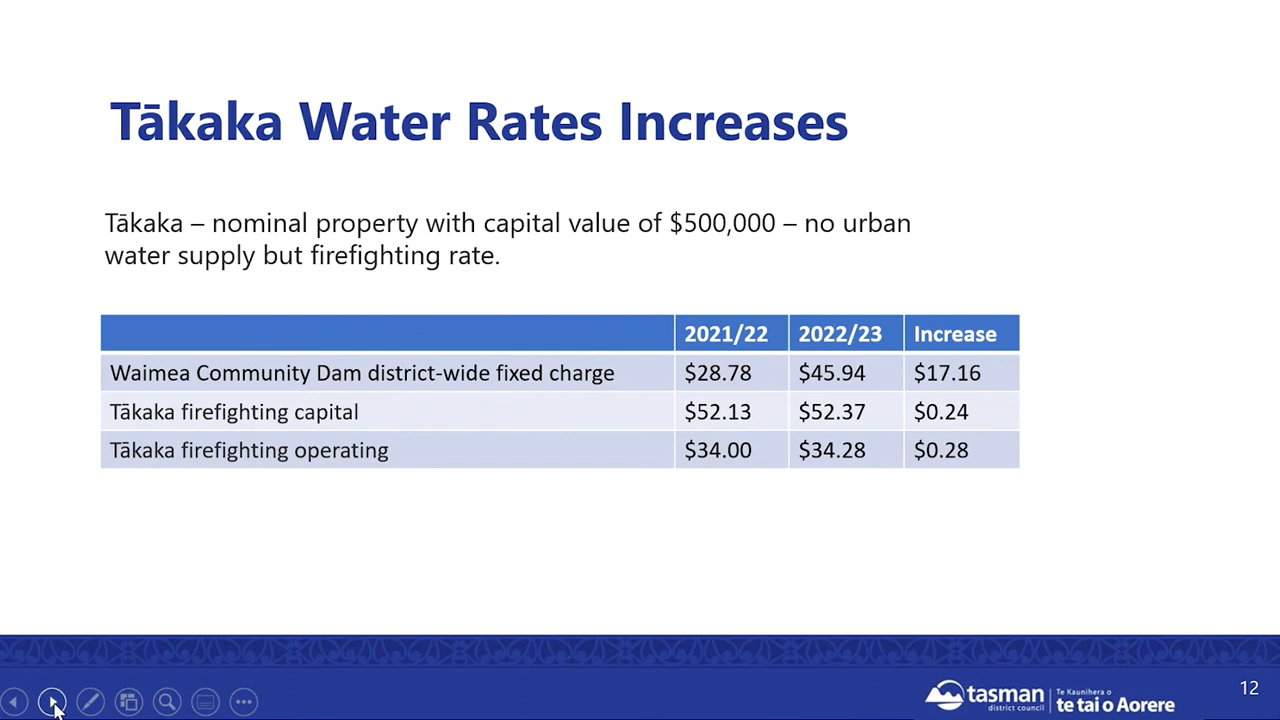 Tākaka Water Rates Increases
Tākaka – nominal property with capital value of $500,000 – no urban
water supply but firefighting rate.
2021/22 2022/23 Increase
Waimea Community Dam district-wide fixed charge $28.78 $45.94 $17.16
Tākaka firefighting capital $52.13 $52.37 $0.24
Tākaka firefighting operating $34.00 $34.28 $0.28
12
tasman
district council
Te Kaunihera o
te tai o Aorere